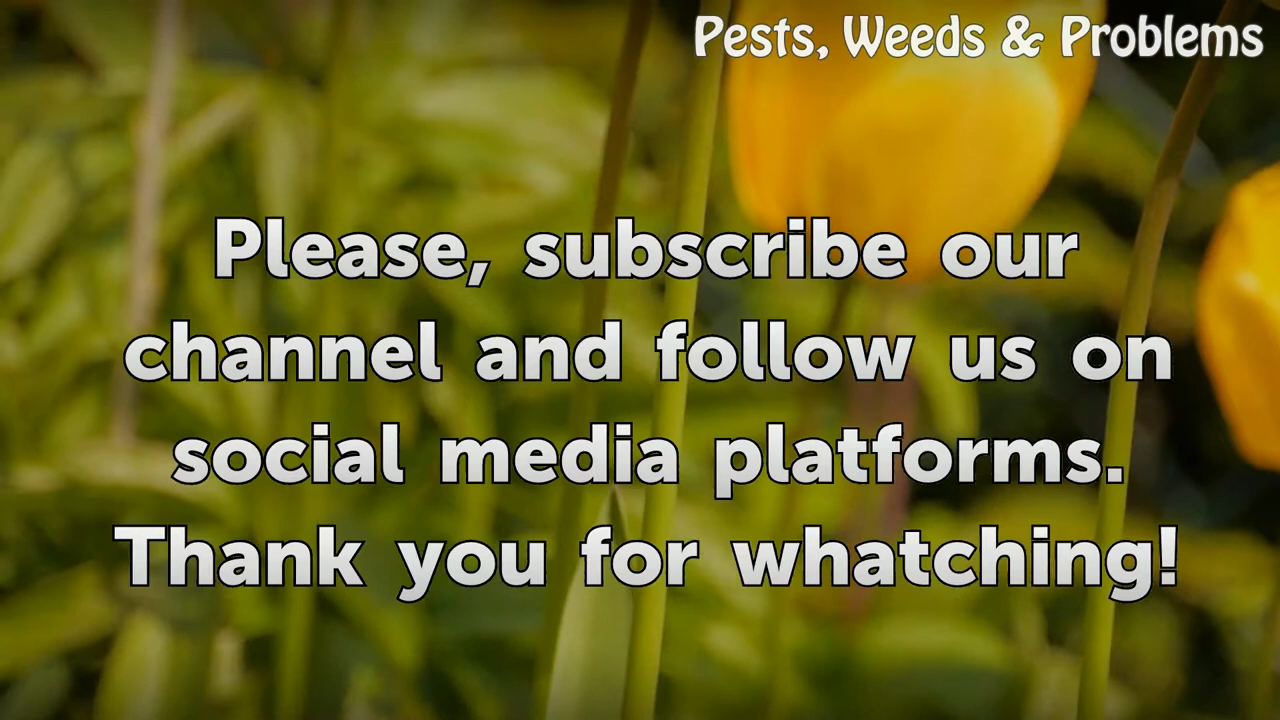 Pests, Weeds & Problems
Please, subscribe our
channel and follow us on
social media platforms.
Thank you for whatching!